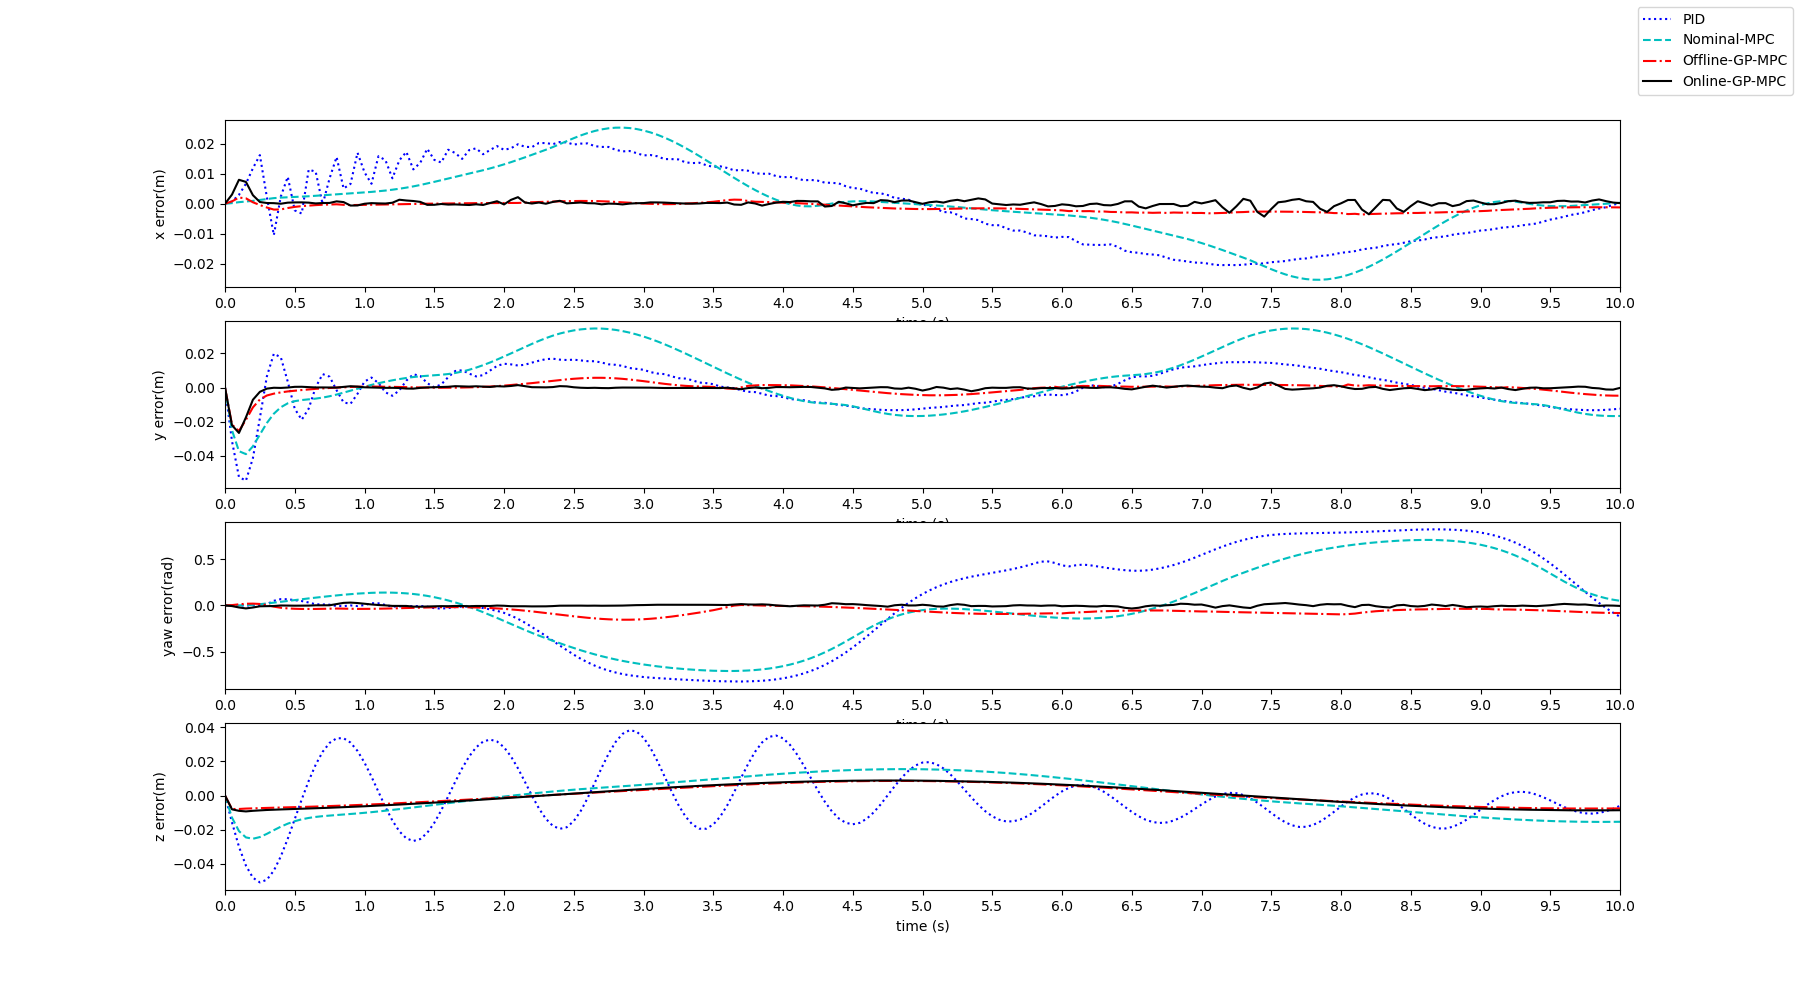 PID
Nominal-MPC
Offline-GP-MPC
Online-GP-MPC
x error(m)
0.02
0.01
0.00
−0.01
−0.02
0.0 0.5 1.0 1.5 2.0 2.5 3.0 3.5 4.0 4.5 5.0 5.5 6.0 6.5 7.0 7.5 8.0 8.5 9.0 9.5 10.0
time (s)
y error(m)
0.02
0.00
−0.02
−0.04
0.0 0.5 1.0 1.5 2.0 2.5 3.0 3.5 4.0 4.5 5.0 5.5 6.0 6.5 7.0 7.5 8.0 8.5 9.0 9.5 10.0
time (s)
yaw error(rad)
0.5
0.0
−0.5
0.0 0.5 1.0 1.5 2.0 2.5 3.0 3.5 4.0 4.5 5.0 5.5 6.0 6.5 7.0 7.5 8.0 8.5 9.0 9.5 10.0
time (s)
z error(m)
0.04
0.02
0.00
−0.02
−0.04
0.0 0.5 1.0 1.5 2.0 2.5 3.0 3.5 4.0 4.5 5.0 5.5 6.0 6.5 7.0 7.5 8.0 8.5 9.0 9.5 10.0
time (s)